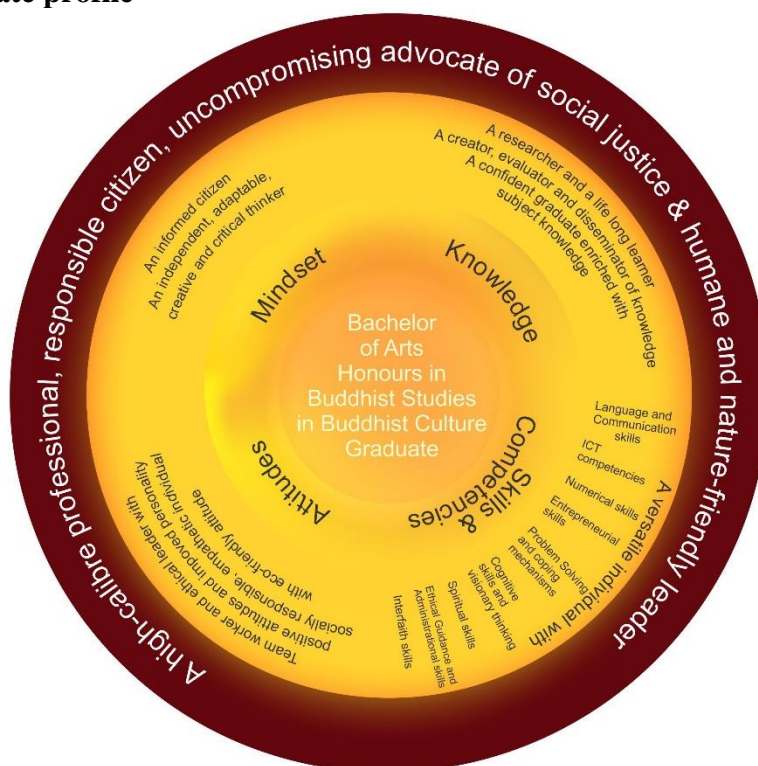 ate profile
A high-calibre professional, responsible citizen, uncompromising advocate of social justice & humane and nature-friendly leader
Mindset
An informed citizen
An independent, adaptable,
creative and critical thinker
Knowledge
A researcher and a life long learner
A creator, evaluator and disseminator of knowledge
A confident graduate enriched with
subject knowledge
Bachelor
of Arts
Honours in
Buddhist Studies
in Buddhist Culture
Graduate
Skills &
Competencies
A versatile individual with
Language and
Communication
skills
ICT
competencies
Numerical skills
Entrepreneurial
skills
Problem Solving
and coping
mechanisms
Cognitive
skills and
visionary thinking
Spiritual skills
Ethical Guidance and
Administrational skills
Interfaith skills
Attitudes
Team worker and ethical leader with
positive attitudes and improved personality
socially responsible, empathetic individual
with eco-friendly attitude